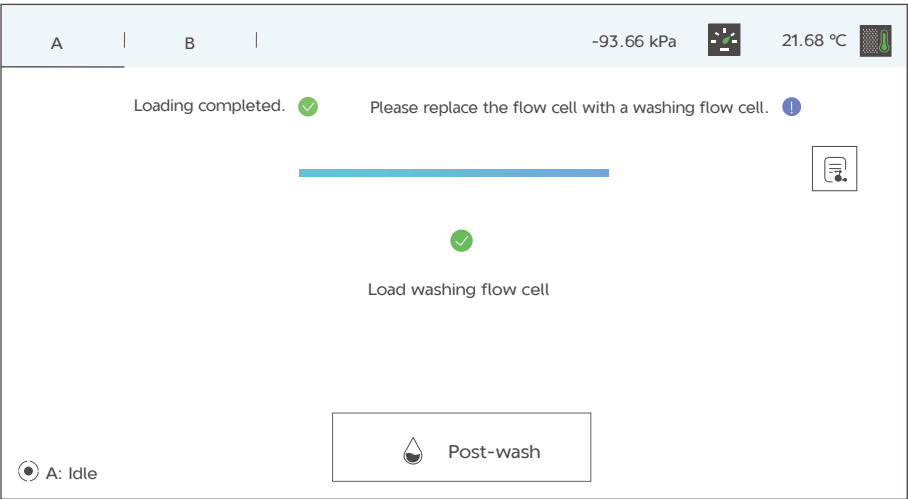 A B -93.66 kPa 21.68 ℃
Loading completed. Please replace the flow cell with a washing flow cell.
Load washing flow cell
Post-wash
A: Idle